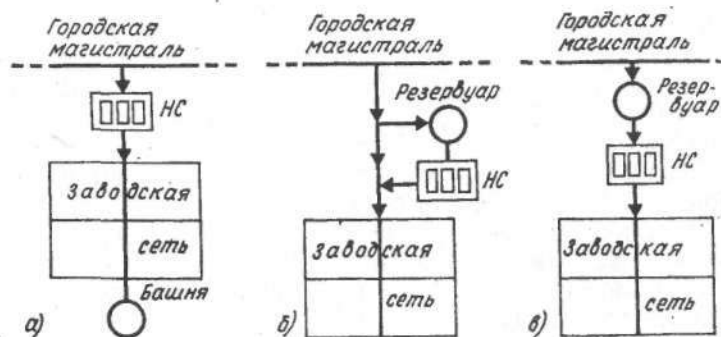 Городская
магистраль
НС
Заводская
сеть
Башня
а)
Городская
магистраль
Резервуар
НС
Заводская
сеть
б)
Городская
магистраль
Резер-
вуар
НС
Заводская
сеть
в)